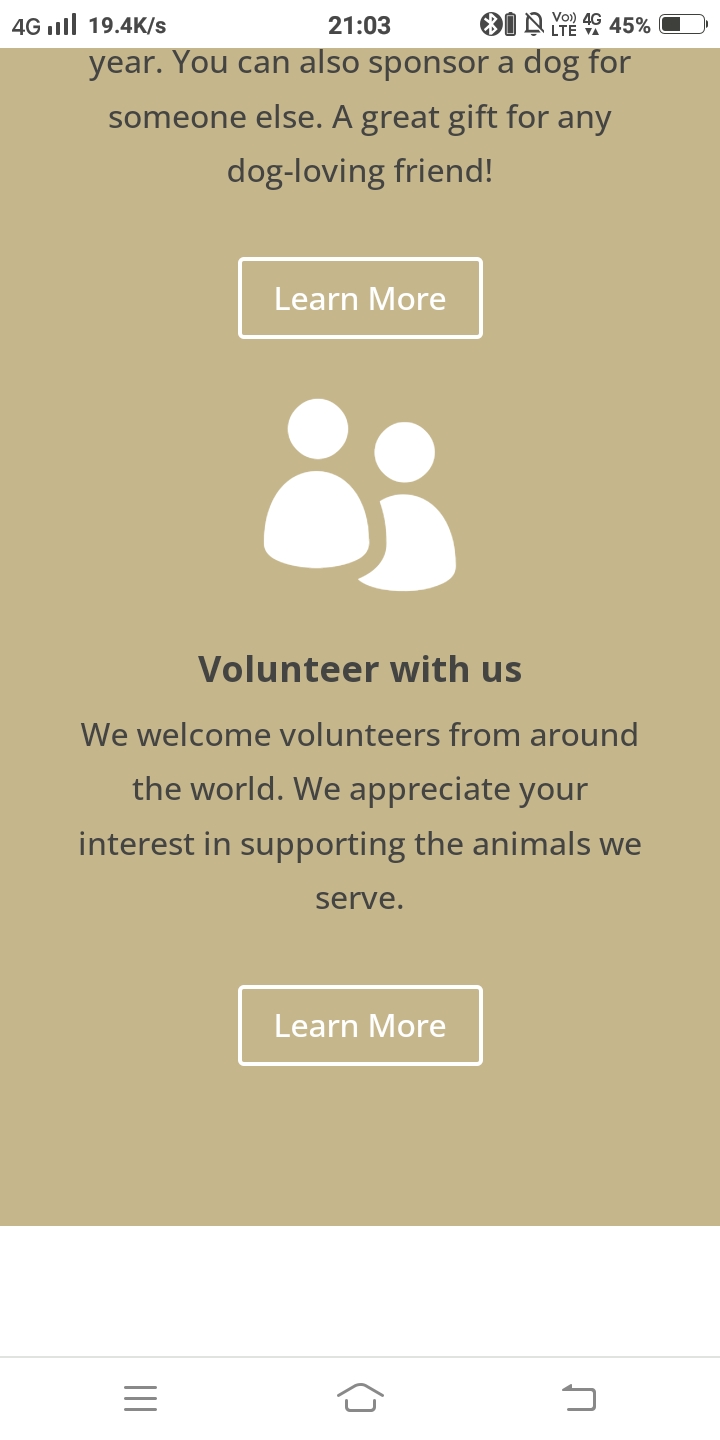 4G 19.4K/s 21:03 Vo)) LTE 4G 45%
year. You can also sponsor a dog for
someone else. A great gift for any
dog-loving friend!
Learn More
Volunteer with us
We welcome volunteers from around
the world. We appreciate your
interest in supporting the animals we
serve.
Learn More